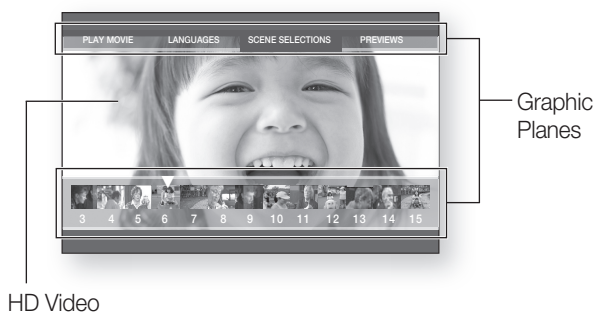 PLAY MOVIE LANGUAGES SCENE SELECTIONS PREVIEWS
Graphic
Planes
3 4 5 6 7 8 9 10 11 12 13 14 15
HD Video